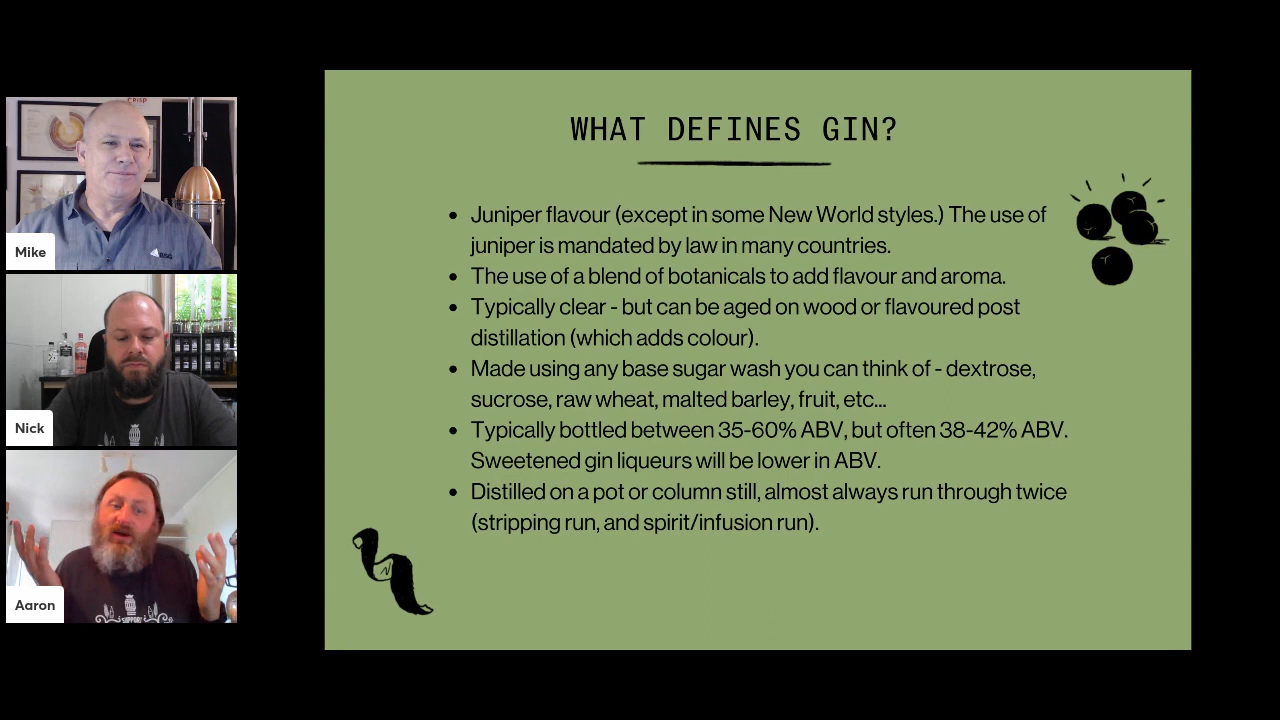 WHAT DEFINES GIN?
Juniper flavour (except in some New World styles.) The use of
juniper is mandated by law in many countries.
The use of a blend of botanicals to add flavour and aroma.
Typically clear - but can be aged on wood or flavoured post
distillation (which adds colour).
Made using any base sugar wash you can think of - dextrose,
sucrose, raw wheat, malted barley, fruit, etc...
Typically bottled between 35-60% ABV, but often 38-42% ABV.
Sweetened gin liqueurs will be lower in ABV.
Distilled on a pot or column still, almost always run through twice
(stripping run, and spirit/infusion run).
CRISP
BSG
Mike
Nick
Aaron
SUPPORT